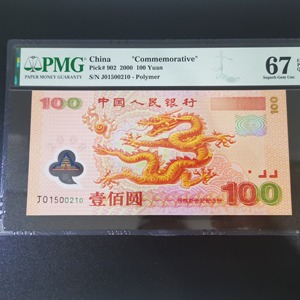 PMG
PAPER MONEY GUARANTY
China "Commemorative"
Pick# 902 2000 100 Yuan
S/N J01500210 - Polymer
67
Superb Gem Unc
100 中国人民银行
100
J01500210
壹佰圆
100